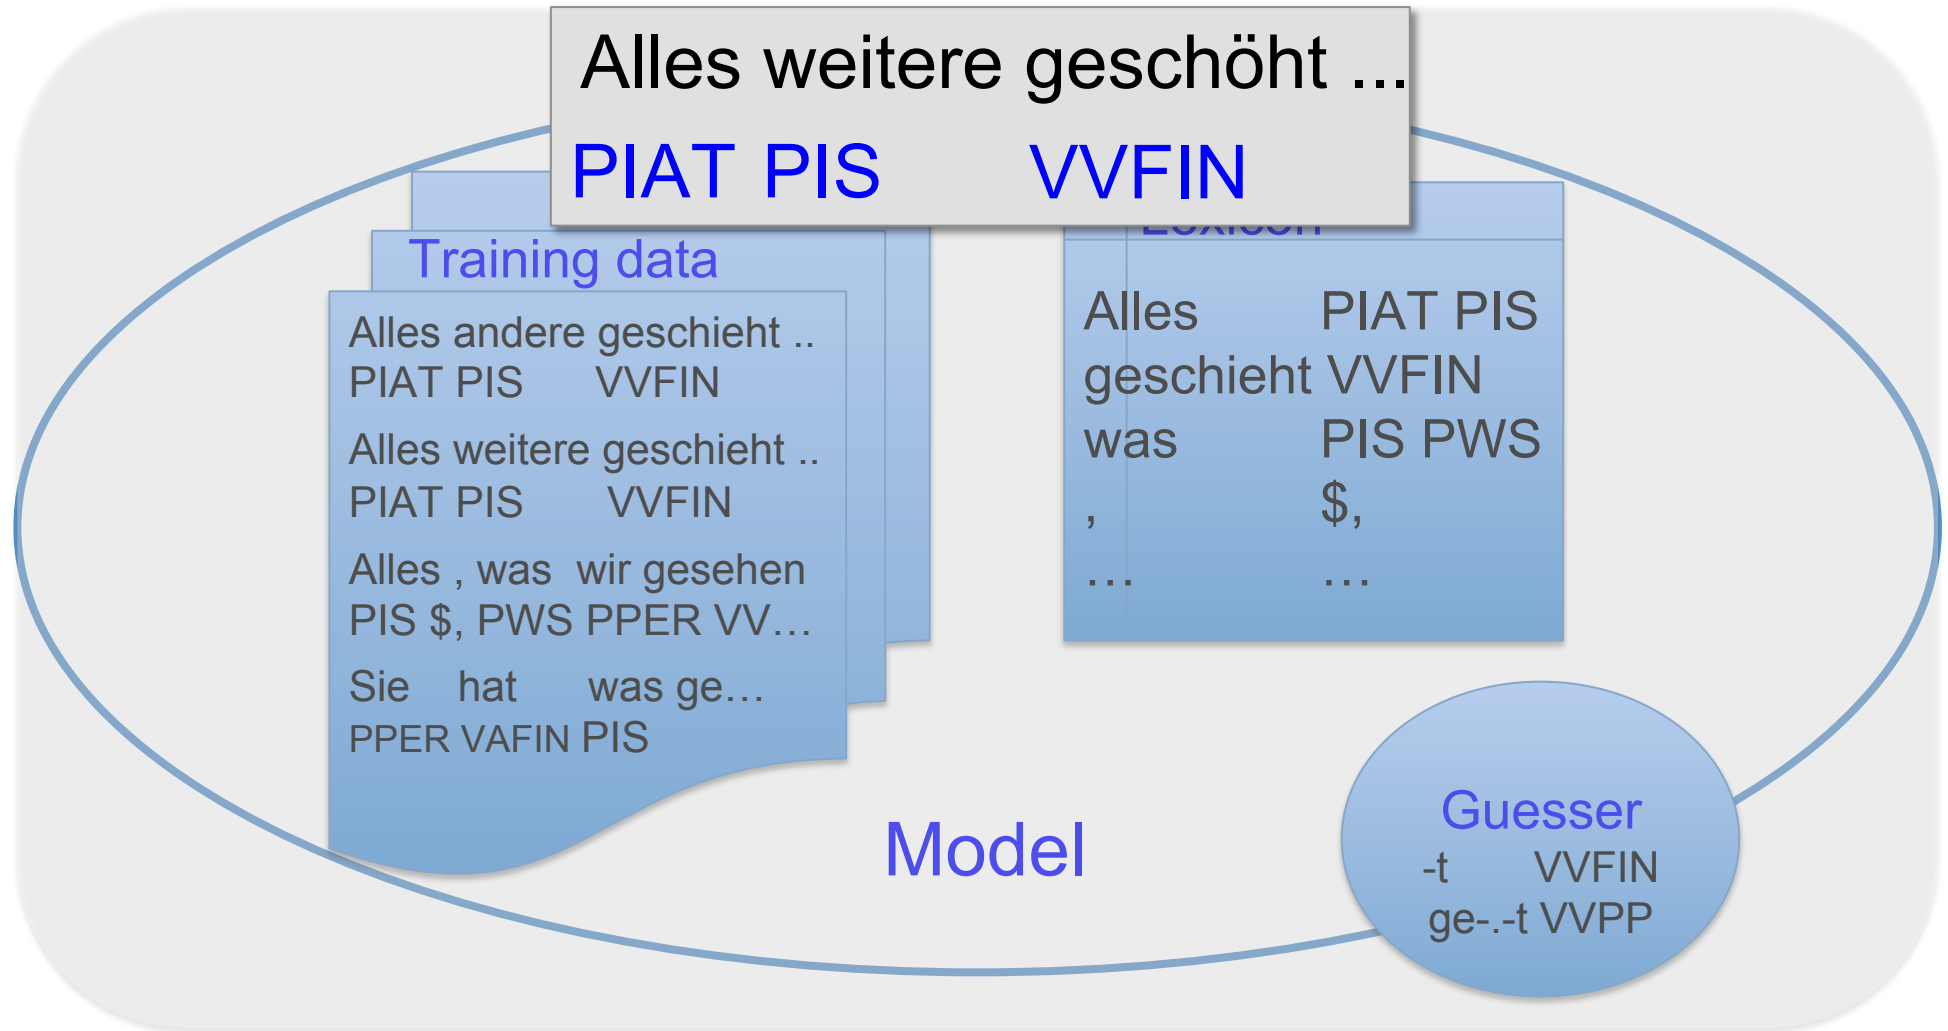 Alles weitere geschöht ...
PIAT PIS VVFIN
Training data
Alles andere geschieht ..
PIAT PIS VVFIN
Alles weitere geschieht ..
PIAT PIS VVFIN
Alles , was wir gesehen
PIS $, PWS PPER VV…
Sie hat was ge…
PPER VAFIN PIS
Lexicon
Alles PIAT PIS
geschieht VVFIN
was PIS PWS
, $,
… …
Model
Guesser
-t VVFIN
ge-.-t VVPP